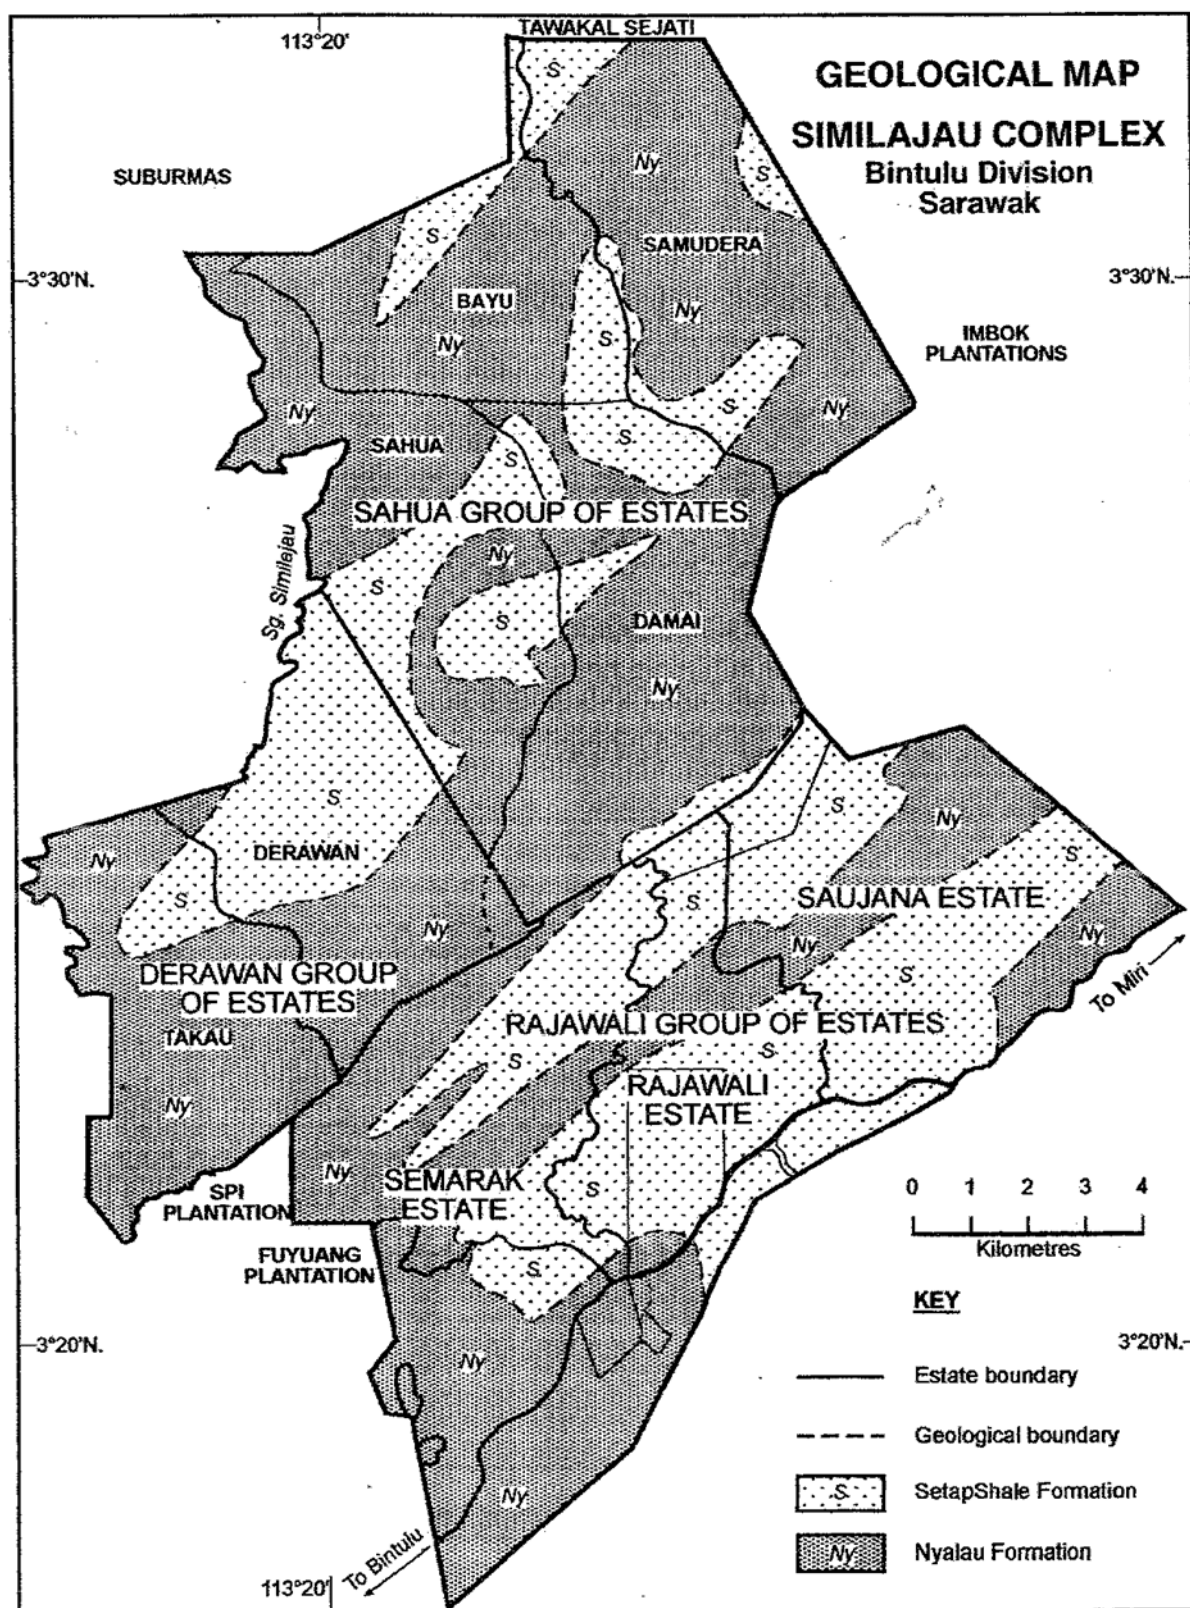 TAWAKAL SEJATI
113°20'
GEOLOGICAL MAP
SIMILAJAU COMPLEX
Bintulu Division
Sarawak
S
Ny
S
SUBURMAS
S
SAMUDERA
3°30'N.
3°30'N.
BAYU
Ny
Ny
S
IMBOK
PLANTATIONS
Ny
S
Ny
SAHUA
S
S
SAHUA GROUP OF ESTATES
Ny
Sg. Similajau
S
S
DAMAI
Ny
S
S
Ny
DERAWAN
Ny
S
S
S
SAUJANA ESTATE
Ny
Ny
Ny
S
DERAWAN GROUP
OF ESTATES
To Miri
TAKAU
RAJAWALI GROUP OF ESTATES
S
S
RAJAWALI
ESTATE
Ny
Ny
SEMARAK
ESTATE
S
SPI
PLANTATION
FUYUANG
PLANTATION
S
0 1 2 3 4
Kilometres
KEY
3°20'N.
3°20'N.
Ny
Estate boundary
Geological boundary
S
SetapShale Formation
Ny
Ny
Nyalau Formation
To Bintulu
113°20'